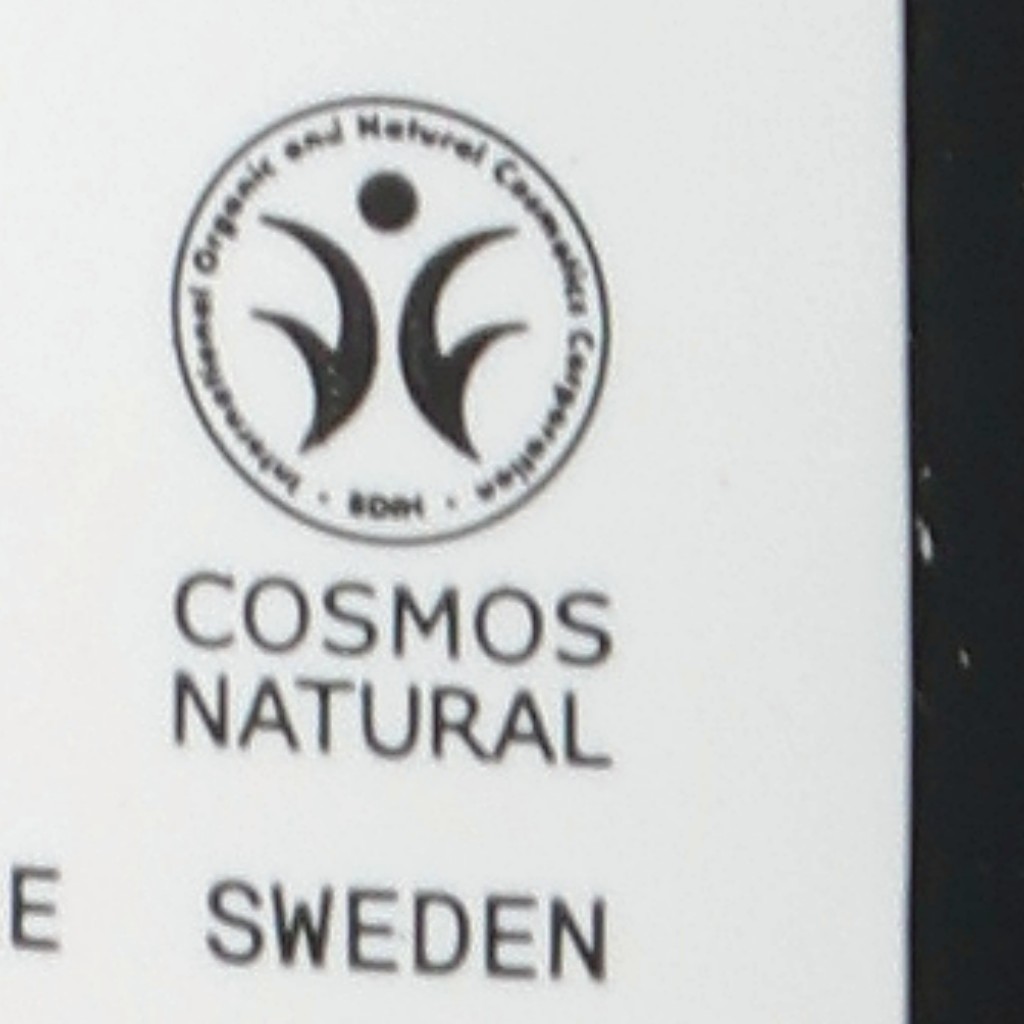 International Organic and Natural Cosmetics Corporation · BDIH ·
COSMOS
NATURAL
E SWEDEN